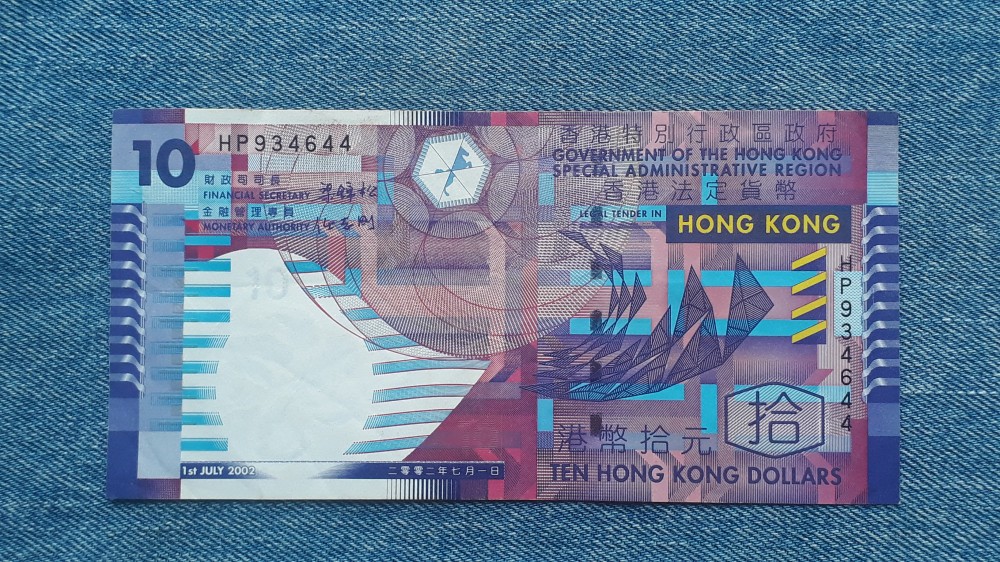 10
HP934644
財政司司長
FINANCIAL SECRETARY
金融管理專員
MONETARY AUTHORITY
10
1st JULY 2002
二零零二年七月一日
香港特別行政區政府
GOVERNMENT OF THE HONG KONG
SPECIAL ADMINISTRATIVE REGION
香港法定貨幣
LEGAL TENDER IN
HONG KONG
HP934644
拾
港幣拾元
TEN HONG KONG DOLLARS